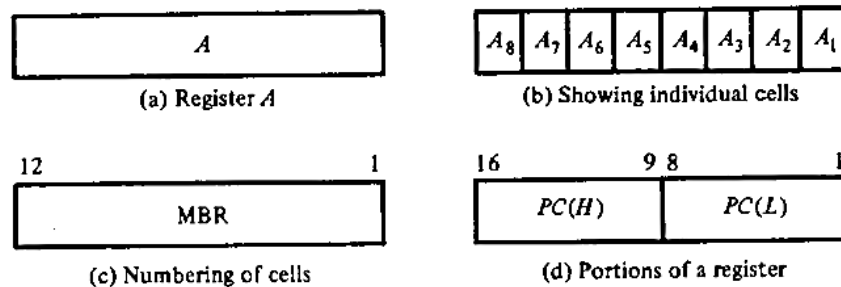 A
(a) Register A
A₈ A₇ A₆ A₅ A₄ A₃ A₂ A₁
(b) Showing individual cells
12 1
MBR
(c) Numbering of cells
16 9 8 1
PC(H) PC(L)
(d) Portions of a register